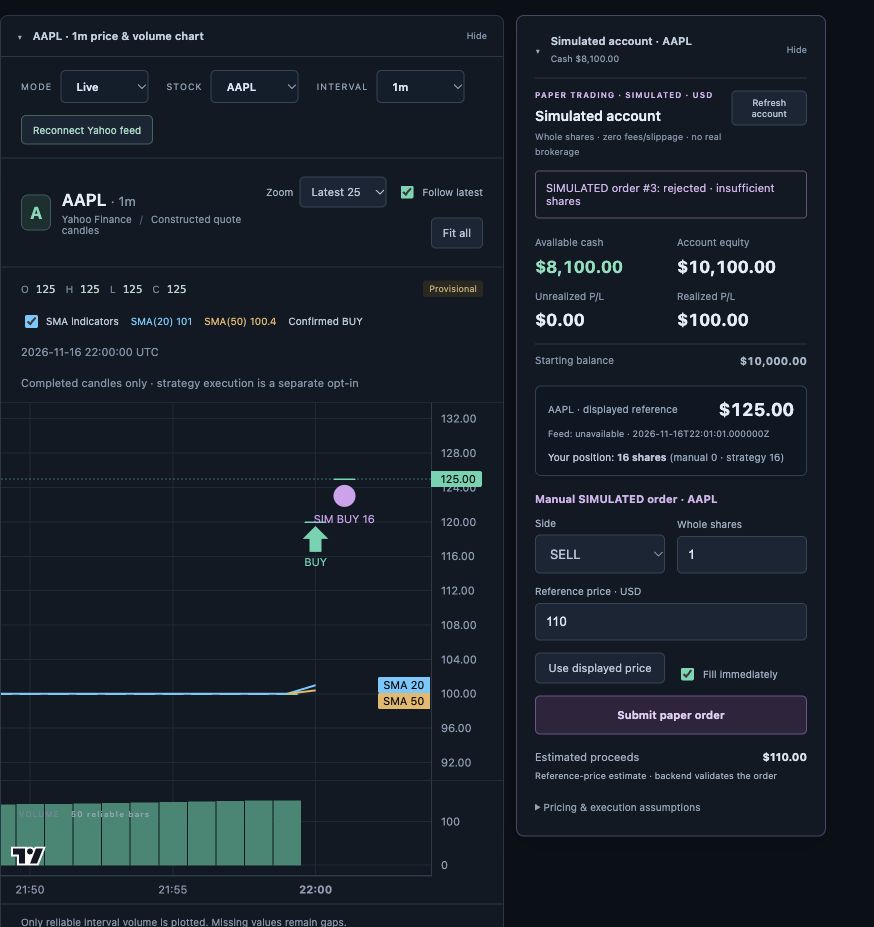 ▾ AAPL · 1m price & volume chart
Hide
MODE Live STOCK AAPL INTERVAL 1m
Reconnect Yahoo feed
A
AAPL · 1m
Yahoo Finance / Constructed quote
candles
Zoom Latest 25 Follow latest
Fit all
O 125 H 125 L 125 C 125
Provisional
SMA indicators SMA(20) 101 SMA(50) 100.4 Confirmed BUY
2026-11-16 22:00:00 UTC
Completed candles only · strategy execution is a separate opt-in
132.00
128.00
125.00
124.00
SIM BUY 16
120.00
BUY
116.00
112.00
108.00
104.00
SMA 20
100.00
SMA 50
96.00
92.00
VOLUME 50 reliable bars
100
0
21:50
21:55
22:00
Only reliable interval volume is plotted. Missing values remain gaps.
▾ Simulated account · AAPL
Cash $8,100.00
Hide
PAPER TRADING · SIMULATED · USD
Simulated account
Refresh
account
Whole shares · zero fees/slippage · no real
brokerage
SIMULATED order #3: rejected · insufficient
shares
Available cash
Account equity
$8,100.00
$10,100.00
Unrealized P/L
Realized P/L
$0.00
$100.00
Starting balance
$10,000.00
AAPL · displayed reference
$125.00
Feed: unavailable · 2026-11-16T22:01:01.000000Z
Your position: 16 shares (manual 0 · strategy 16)
Manual SIMULATED order · AAPL
Side
Whole shares
SELL
1
Reference price · USD
110
Use displayed price
Fill immediately
Submit paper order
Estimated proceeds
$110.00
Reference-price estimate · backend validates the order
▸ Pricing & execution assumptions